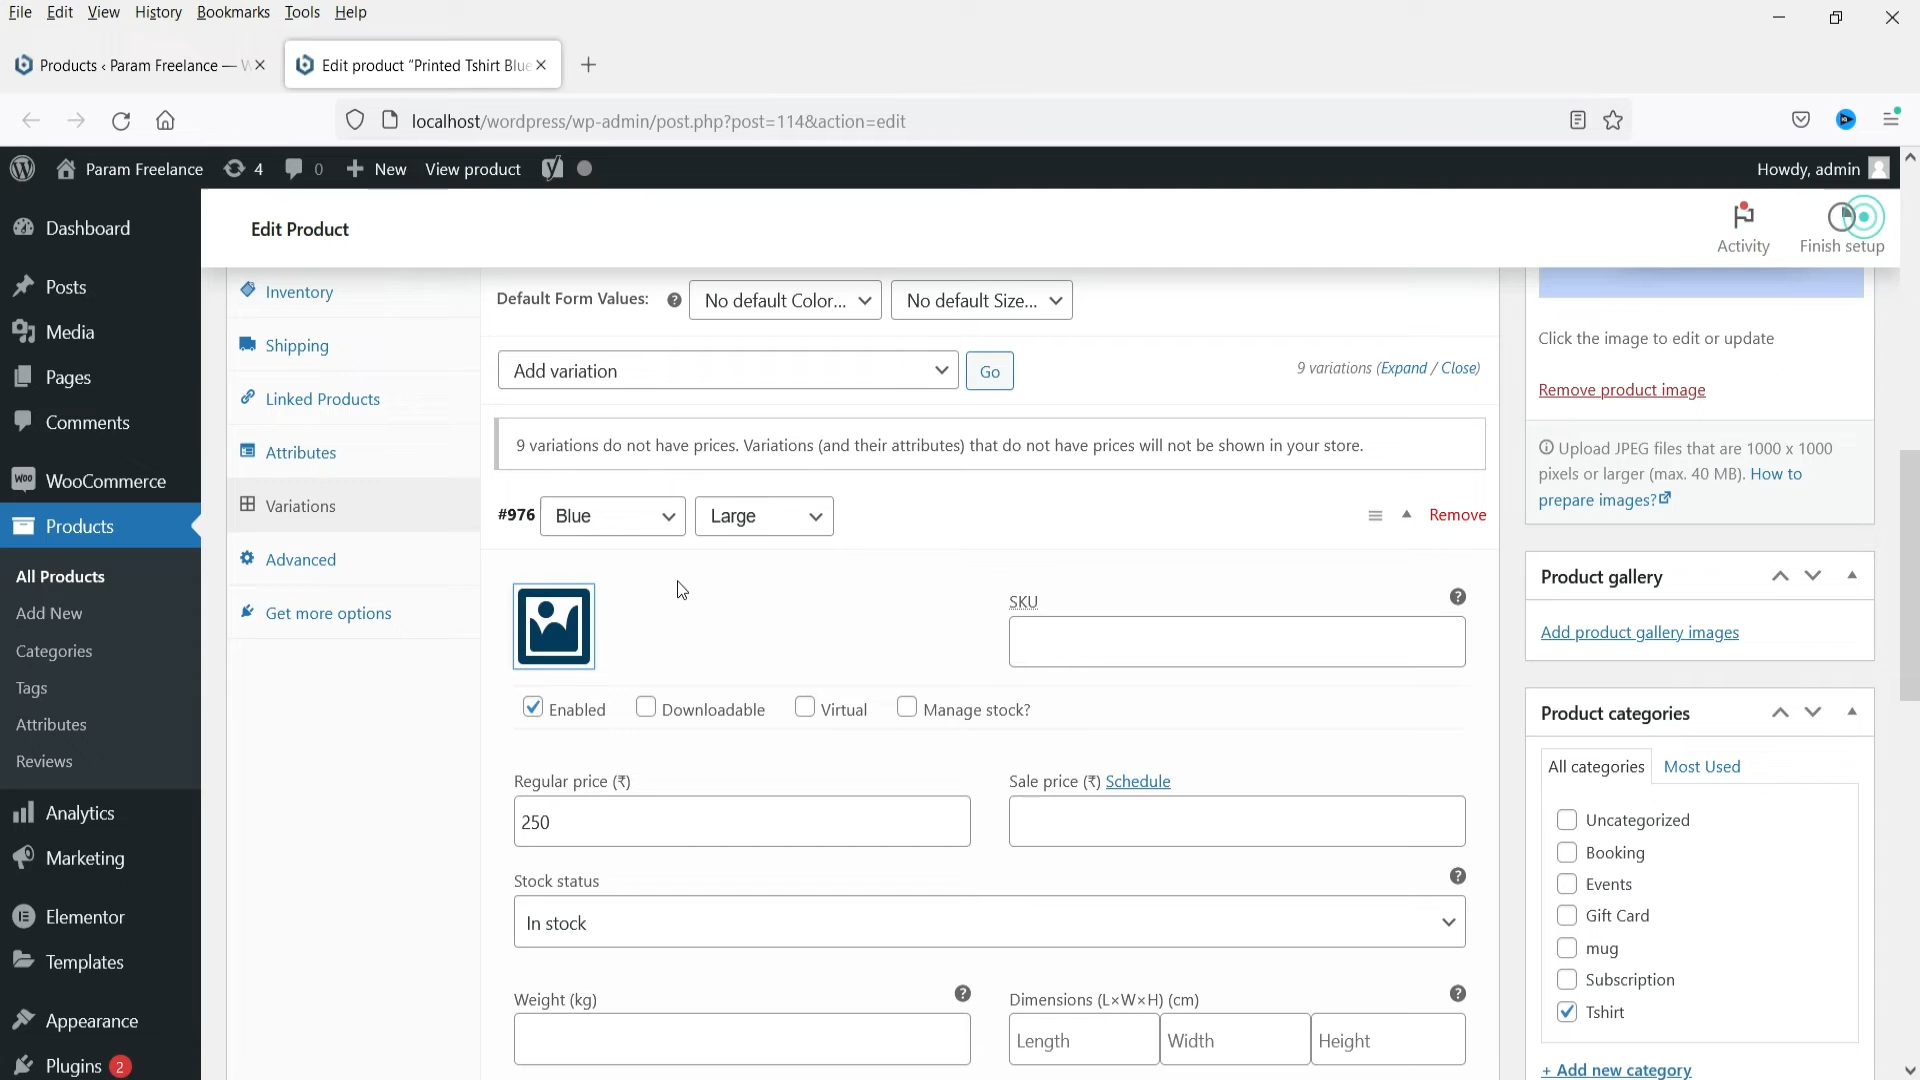 File Edit View History Bookmarks Tools Help
Products ‹ Param Freelance — W
Edit product “Printed Tshirt Blue
localhost/wordpress/wp-admin/post.php?post=114&action=edit
Param Freelance 4 0 New View product
Howdy, admin
Dashboard
Posts
Media
Pages
Comments
WooCommerce
Products
All Products
Add New
Categories
Tags
Attributes
Reviews
Analytics
Marketing
Elementor
Templates
Appearance
Plugins 2
Edit Product
Activity
Finish setup
Inventory
Shipping
Linked Products
Attributes
Variations
Advanced
Get more options
Default Form Values: ? No default Color... No default Size...
Add variation Go
9 variations (Expand / Close)
9 variations do not have prices. Variations (and their attributes) that do not have prices will not be shown in your store.
#976 Blue Large Remove
SKU ?
Enabled Downloadable Virtual Manage stock?
Regular price (₹)
250
Sale price (₹) Schedule
Stock status ?
In stock
Weight (kg) ?
Dimensions (L×W×H) (cm) ?
Length Width Height
Click the image to edit or update
Remove product image
Upload JPEG files that are 1000 x 1000
pixels or larger (max. 40 MB). How to
prepare images?
Product gallery
Add product gallery images
Product categories
All categories Most Used
Uncategorized
Booking
Events
Gift Card
mug
Subscription
Tshirt
+ Add new category